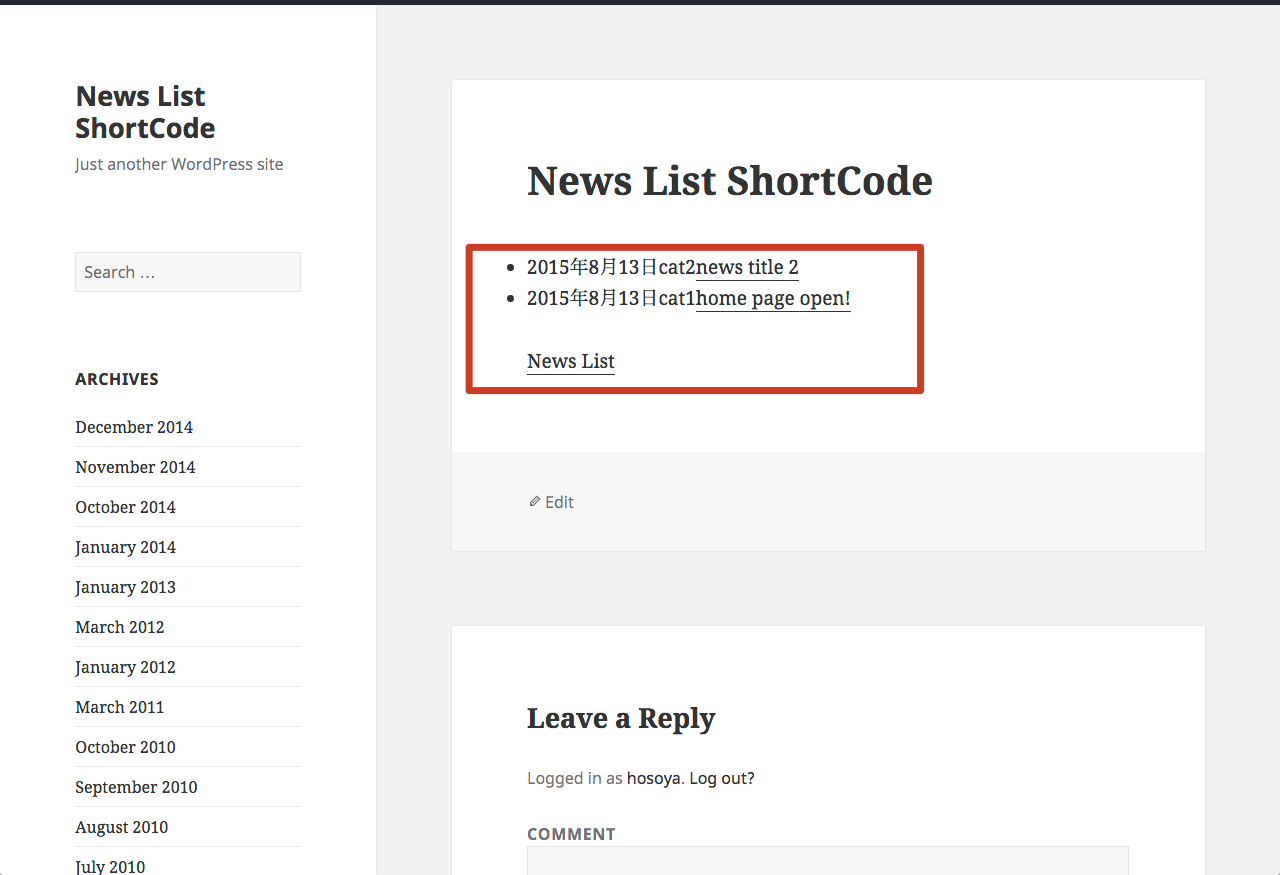 News List
ShortCode
Just another WordPress site
Search …
ARCHIVES
December 2014
November 2014
October 2014
January 2014
January 2013
March 2012
January 2012
March 2011
October 2010
September 2010
August 2010
July 2010
News List ShortCode
2015年8月13日cat2news title 2
2015年8月13日cat1home page open!
News List
Edit
Leave a Reply
Logged in as hosoya. Log out?
COMMENT